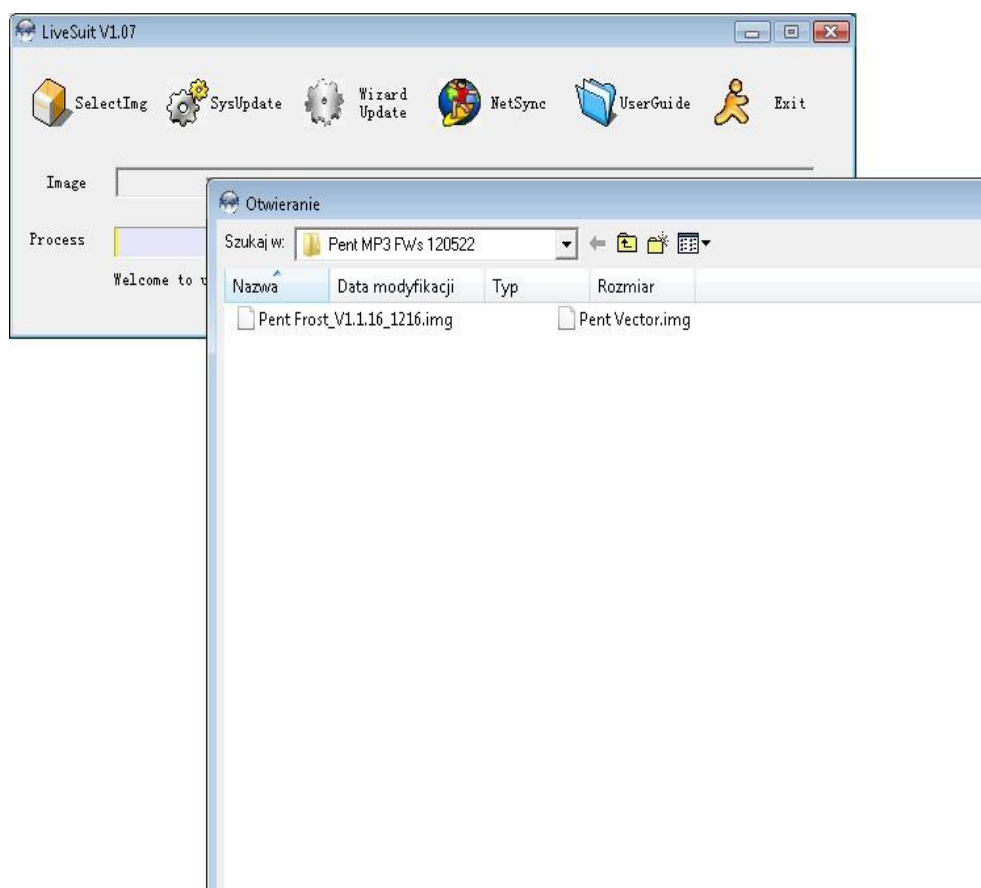 LiveSuit V1.07
SelectImg SysUpdate Wizard Update NetSync UserGuide Exit
Image
Otwieranie
Process
Szukaj w: Pent MP3 FWs 120522
Welcome to
Nazwa Data modyfikacji Typ Rozmiar
Pent Frost_V1.1.16_1216.img Pent Vector.img